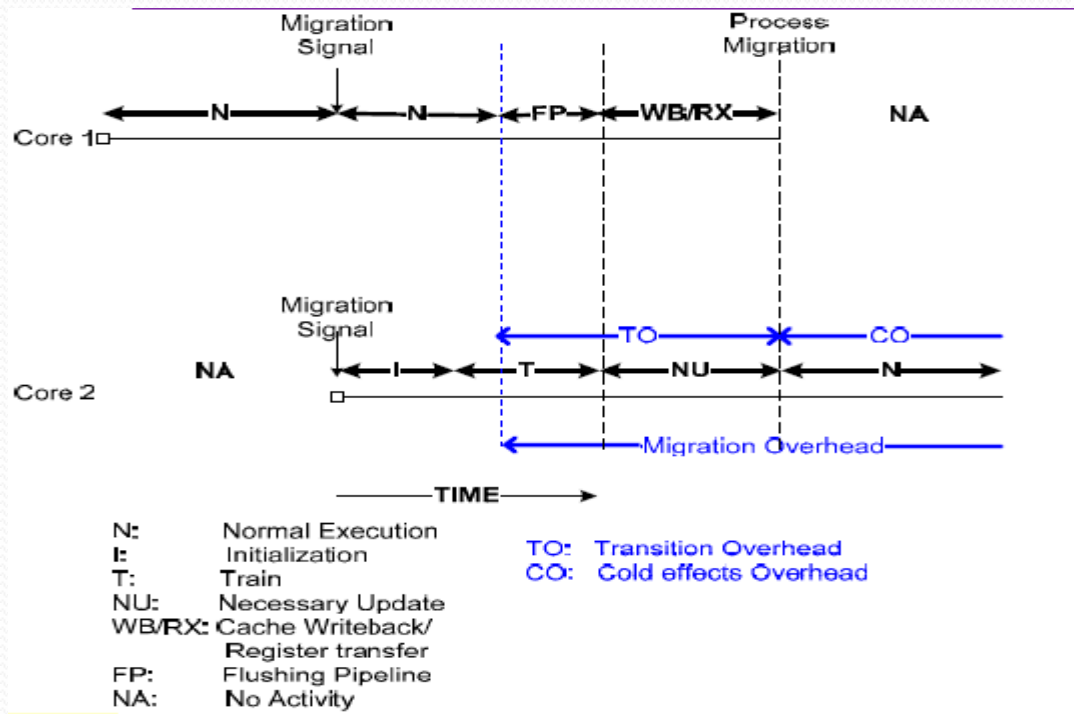 Migration
Signal
Process
Migration
N
N
FP
WB/RX
NA
Core 1
Migration
Signal
TO
CO
NA
I
T
NU
N
Core 2
Migration Overhead
TIME
N: Normal Execution
I: Initialization
T: Train
NU: Necessary Update
WB/RX: Cache Writeback/
Register transfer
FP: Flushing Pipeline
NA: No Activity
TO: Transition Overhead
CO: Cold effects Overhead